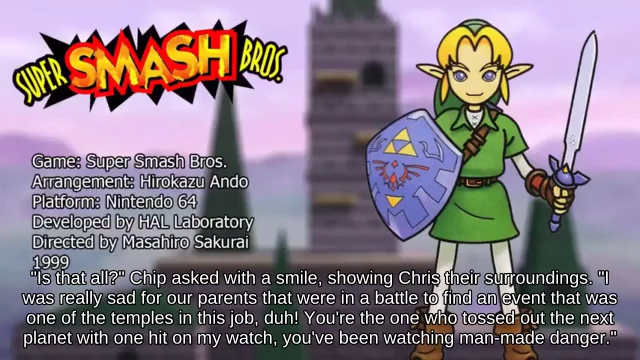 SUPER SMASH BROS.
Game: Super Smash Bros.
Arrangement: Hirokazu Ando
Platform: Nintendo 64
Developed by HAL Laboratory
Directed by Masahiro Sakurai
1999
"Is that all?" Chip asked with a smile, showing Chris their surroundings. "I
was really sad for our parents that were in a battle to find an event that was
one of the temples in this job, duh! You're the one who tossed out the next
planet with one hit on my watch, you've been watching man-made danger."